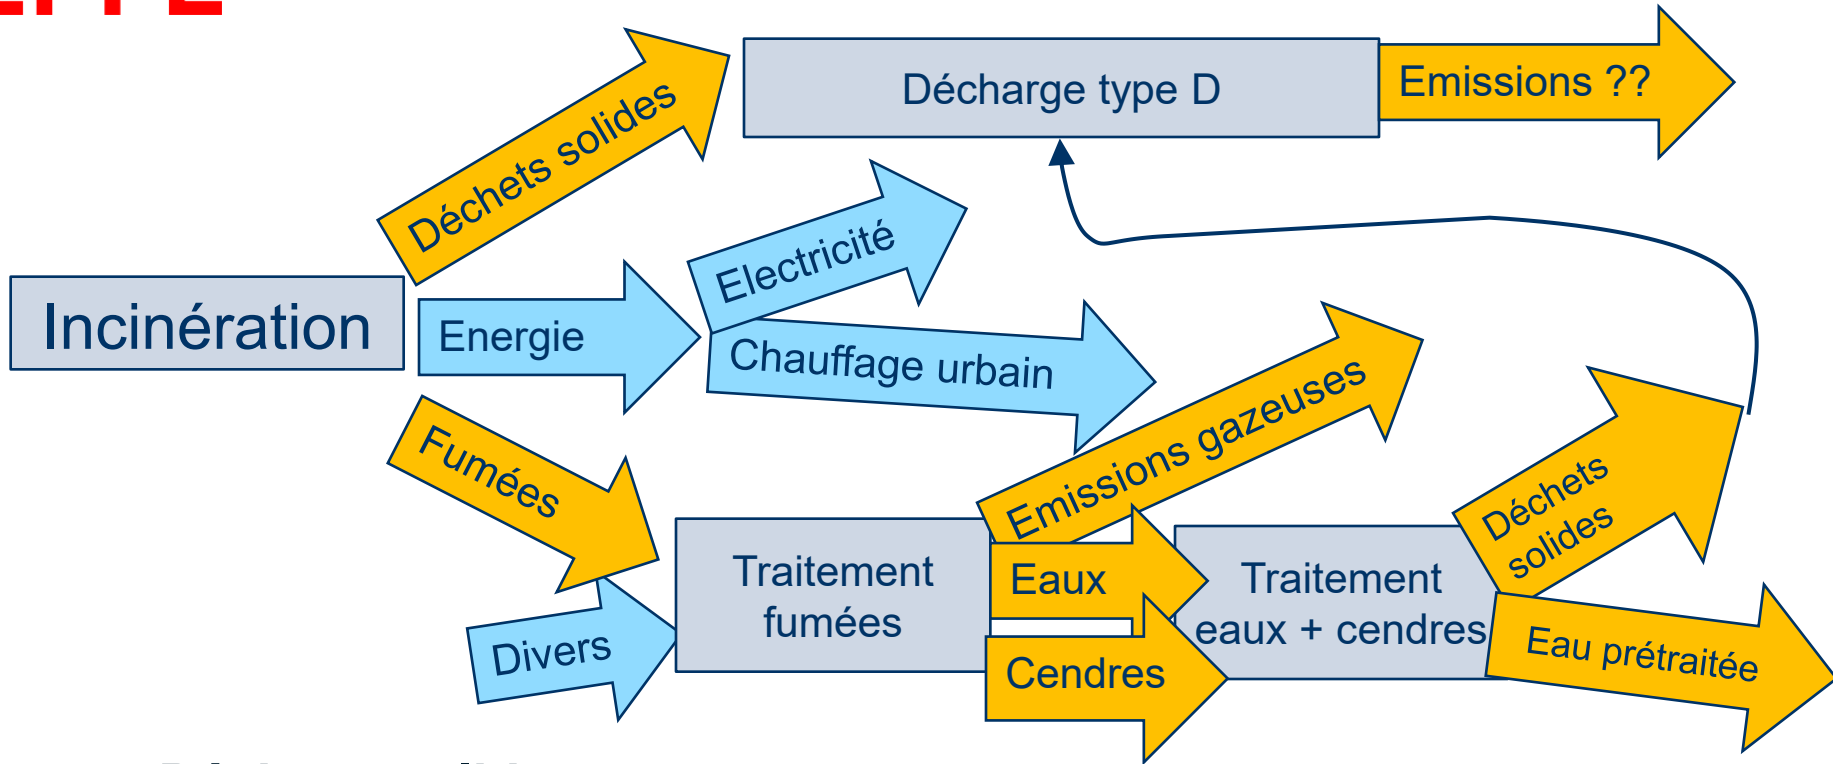 Décharge type D
Emissions ??
Déchets solides
Electricité
Incinération
Energie
Chauffage urbain
Emissions gazeuses
Fumées
Déchets
solides
Traitement
fumées
Eaux
Traitement
eaux + cendres
Divers
Cendres
Eau prétraitée